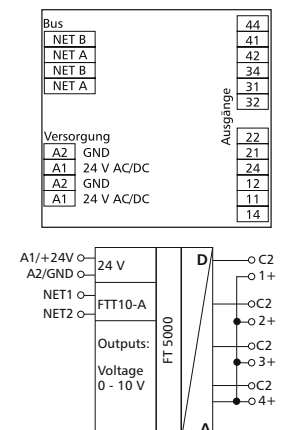 Bus
NET B
NET A
NET B
NET A
44
41
42
34
31
32
Ausgänge
Versorgung
A2 GND
A1 24 V AC/DC
A2 GND
A1 24 V AC/DC
22
21
24
12
11
14
A1/+24V
A2/GND
NET1
NET2
24 V
FTT10-A
Outputs:
Voltage
0 - 10 V
FT 5000
D
A
C2
1+
C2
2+
C2
3+
C2
4+